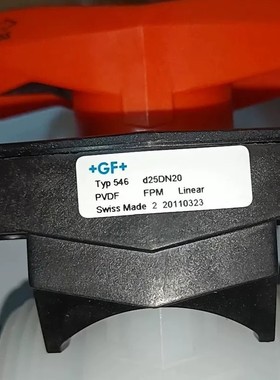 +GF+
Typ 546 d25DN20
PVDF FPM Linear
Swiss Made 2 20110323